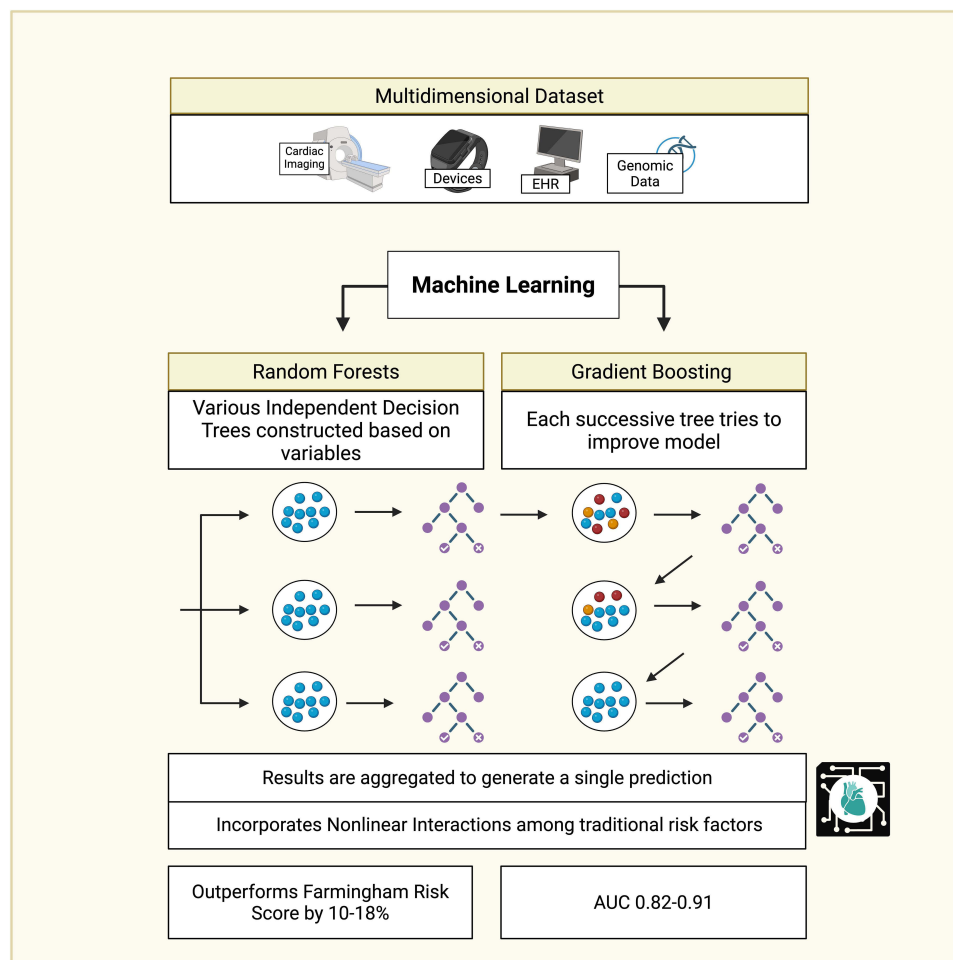 Multidimensional Dataset
Cardiac
Imaging
Devices
EHR
Genomic
Data
Machine Learning
Random Forests
Various Independent Decision
Trees constructed based on
variables
Gradient Boosting
Each successive tree tries to
improve model
Results are aggregated to generate a single prediction
Incorporates Nonlinear Interactions among traditional risk factors
Outperforms Farmingham Risk
Score by 10-18%
AUC 0.82-0.91